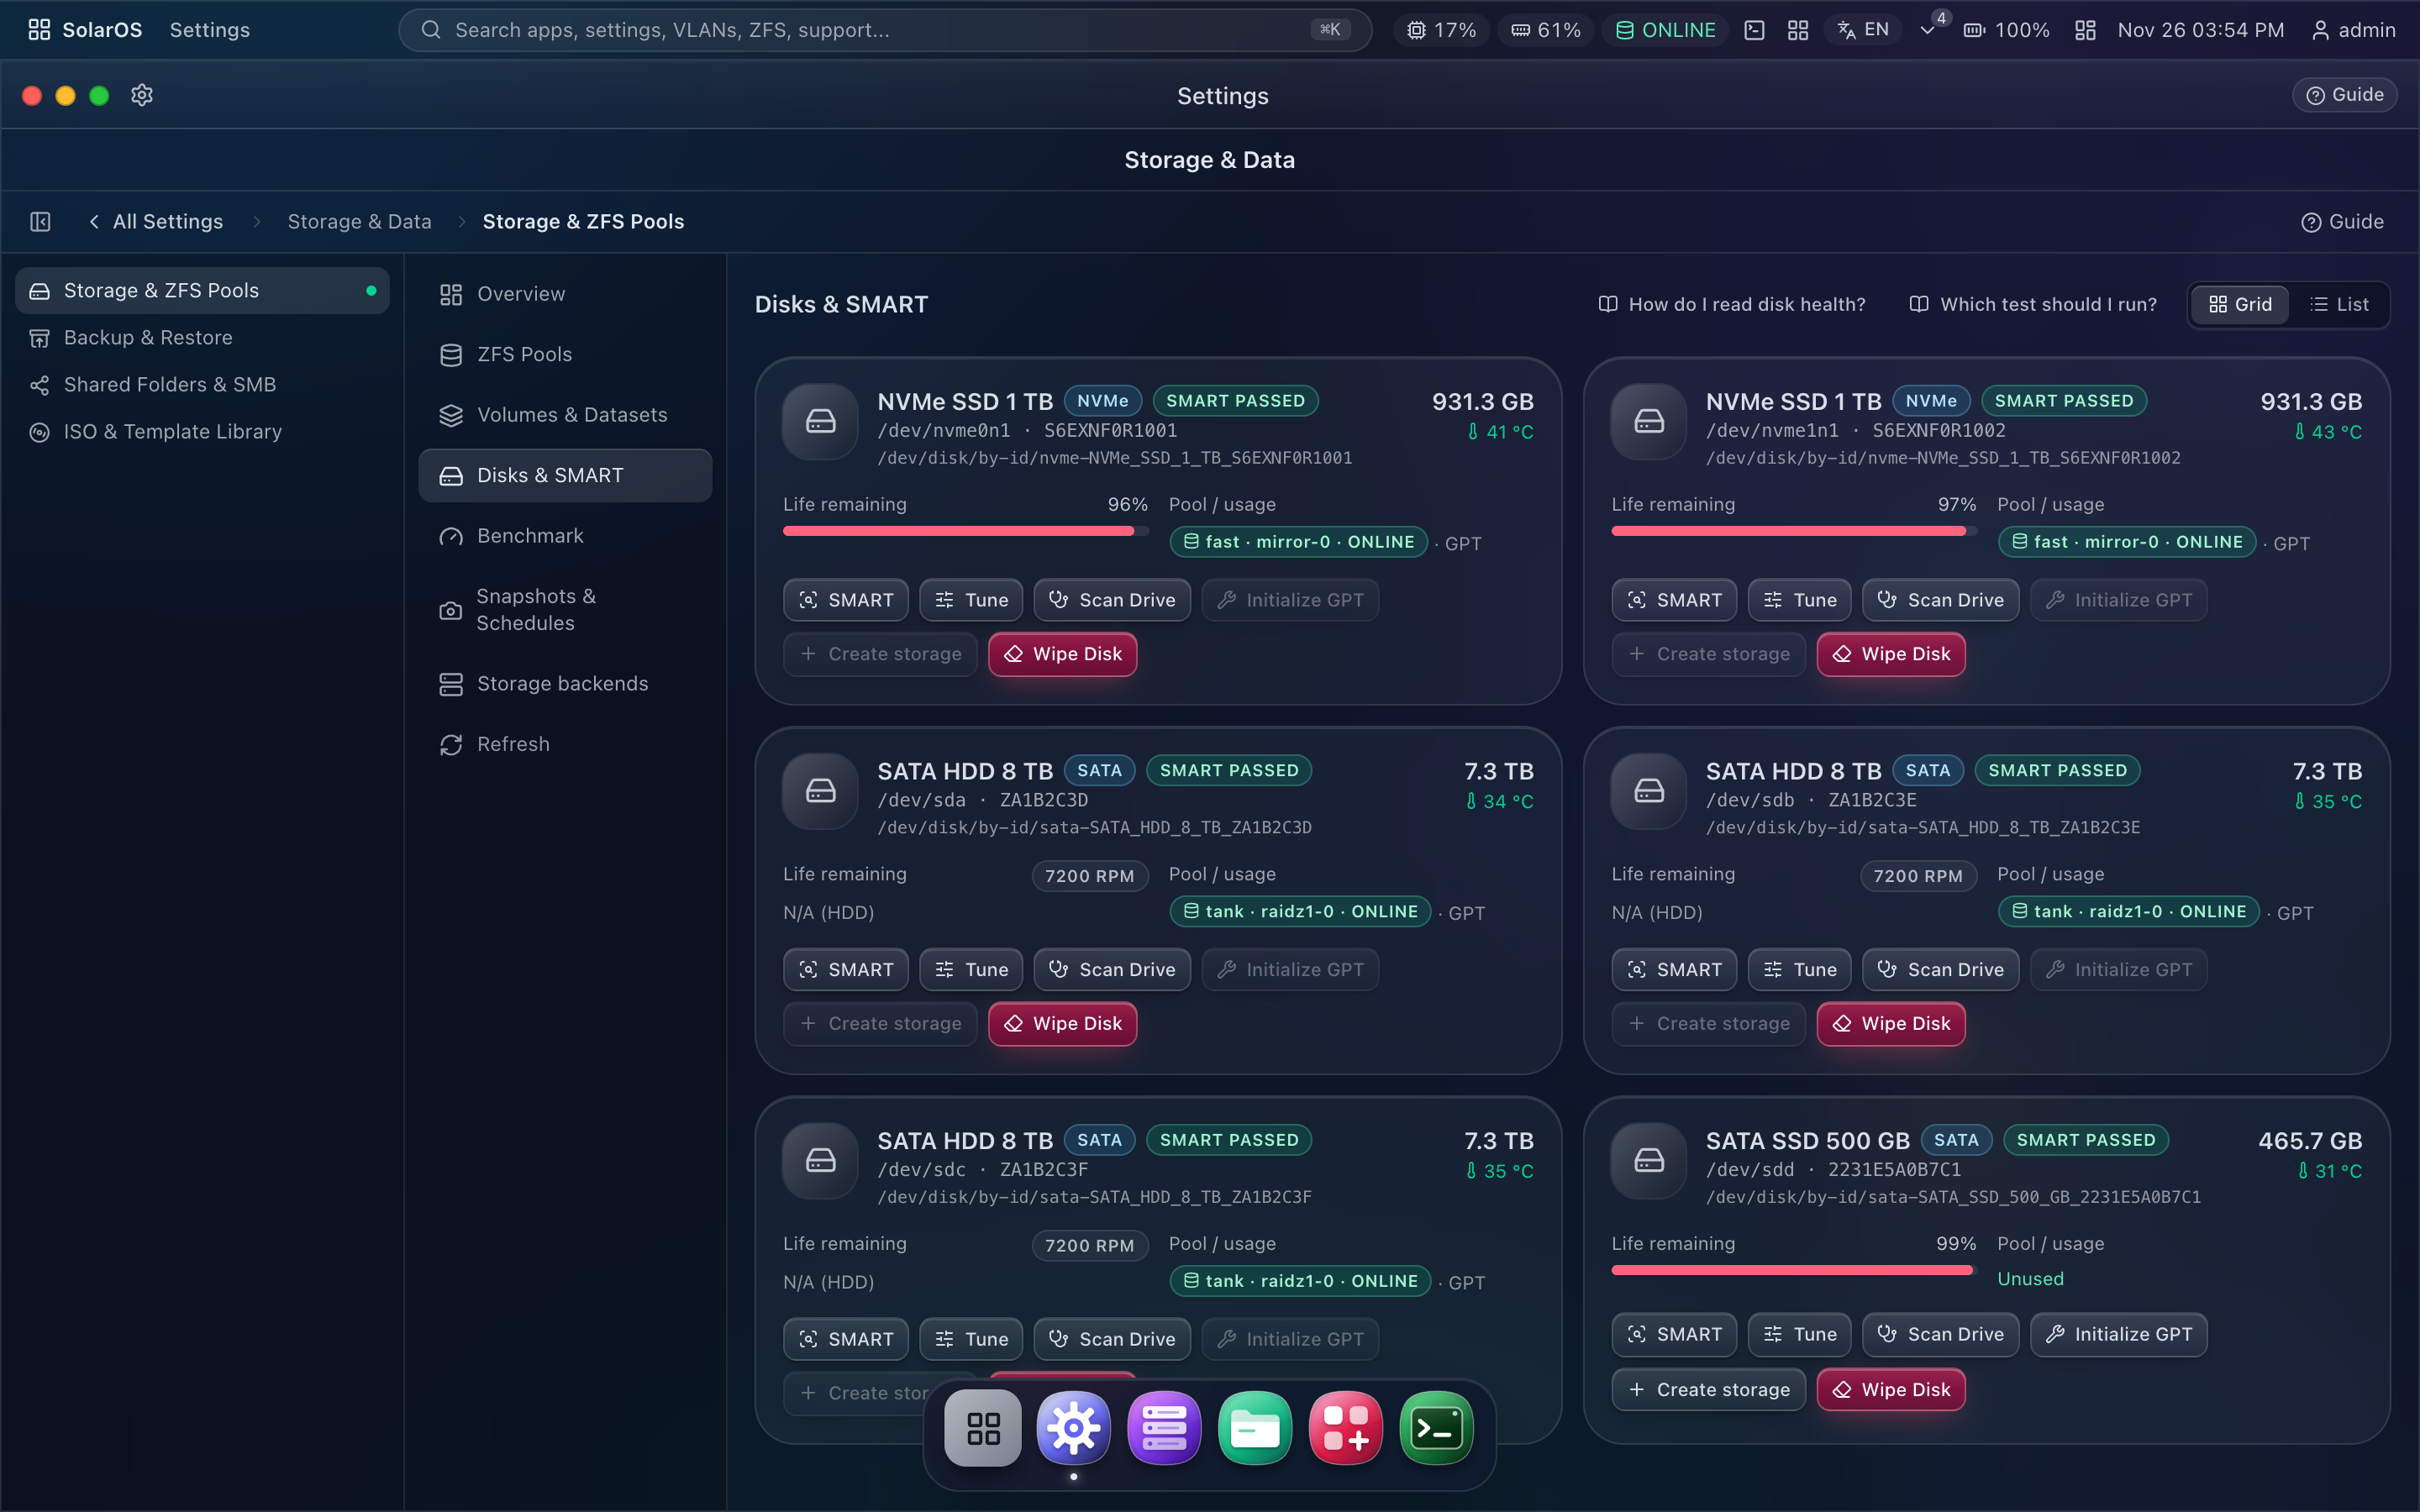 SolarOS Settings Search apps, settings, VLANs, ZFS, support... ⌘K 17% 61% ONLINE EN 4 100% Nov 26 03:54 PM admin
Settings Guide
Storage & Data
All Settings Storage & Data Storage & ZFS Pools Guide
Storage & ZFS Pools
Backup & Restore
Shared Folders & SMB
ISO & Template Library
Overview
ZFS Pools
Volumes & Datasets
Disks & SMART
Benchmark
Snapshots &
Schedules
Storage backends
Refresh
Disks & SMART How do I read disk health? Which test should I run? Grid List
NVMe SSD 1 TB NVMe SMART PASSED 931.3 GB
/dev/nvme0n1 · S6EXNF0R1001 41 °C
/dev/disk/by-id/nvme-NVMe_SSD_1_TB_S6EXNF0R1001
Life remaining 96% Pool / usage
fast · mirror-0 · ONLINE · GPT
SMART Tune Scan Drive Initialize GPT
Create storage Wipe Disk
NVMe SSD 1 TB NVMe SMART PASSED 931.3 GB
/dev/nvme1n1 · S6EXNF0R1002 43 °C
/dev/disk/by-id/nvme-NVMe_SSD_1_TB_S6EXNF0R1002
Life remaining 97% Pool / usage
fast · mirror-0 · ONLINE · GPT
SMART Tune Scan Drive Initialize GPT
Create storage Wipe Disk
SATA HDD 8 TB SATA SMART PASSED 7.3 TB
/dev/sda · ZA1B2C3D 34 °C
/dev/disk/by-id/sata-SATA_HDD_8_TB_ZA1B2C3D
Life remaining 7200 RPM Pool / usage
N/A (HDD) tank · raidz1-0 · ONLINE · GPT
SMART Tune Scan Drive Initialize GPT
Create storage Wipe Disk
SATA HDD 8 TB SATA SMART PASSED 7.3 TB
/dev/sdb · ZA1B2C3E 35 °C
/dev/disk/by-id/sata-SATA_HDD_8_TB_ZA1B2C3E
Life remaining 7200 RPM Pool / usage
N/A (HDD) tank · raidz1-0 · ONLINE · GPT
SMART Tune Scan Drive Initialize GPT
Create storage Wipe Disk
SATA HDD 8 TB SATA SMART PASSED 7.3 TB
/dev/sdc · ZA1B2C3F 35 °C
/dev/disk/by-id/sata-SATA_HDD_8_TB_ZA1B2C3F
Life remaining 7200 RPM Pool / usage
N/A (HDD) tank · raidz1-0 · ONLINE · GPT
SMART Tune Scan Drive Initialize GPT
Create
SATA SSD 500 GB SATA SMART PASSED 465.7 GB
/dev/sdd · 2231E5A0B7C1 31 °C
/dev/disk/by-id/sata-SATA_SSD_500_GB_2231E5A0B7C1
Life remaining 99% Pool / usage
Unused
SMART Tune Scan Drive Initialize GPT
Create storage Wipe Disk